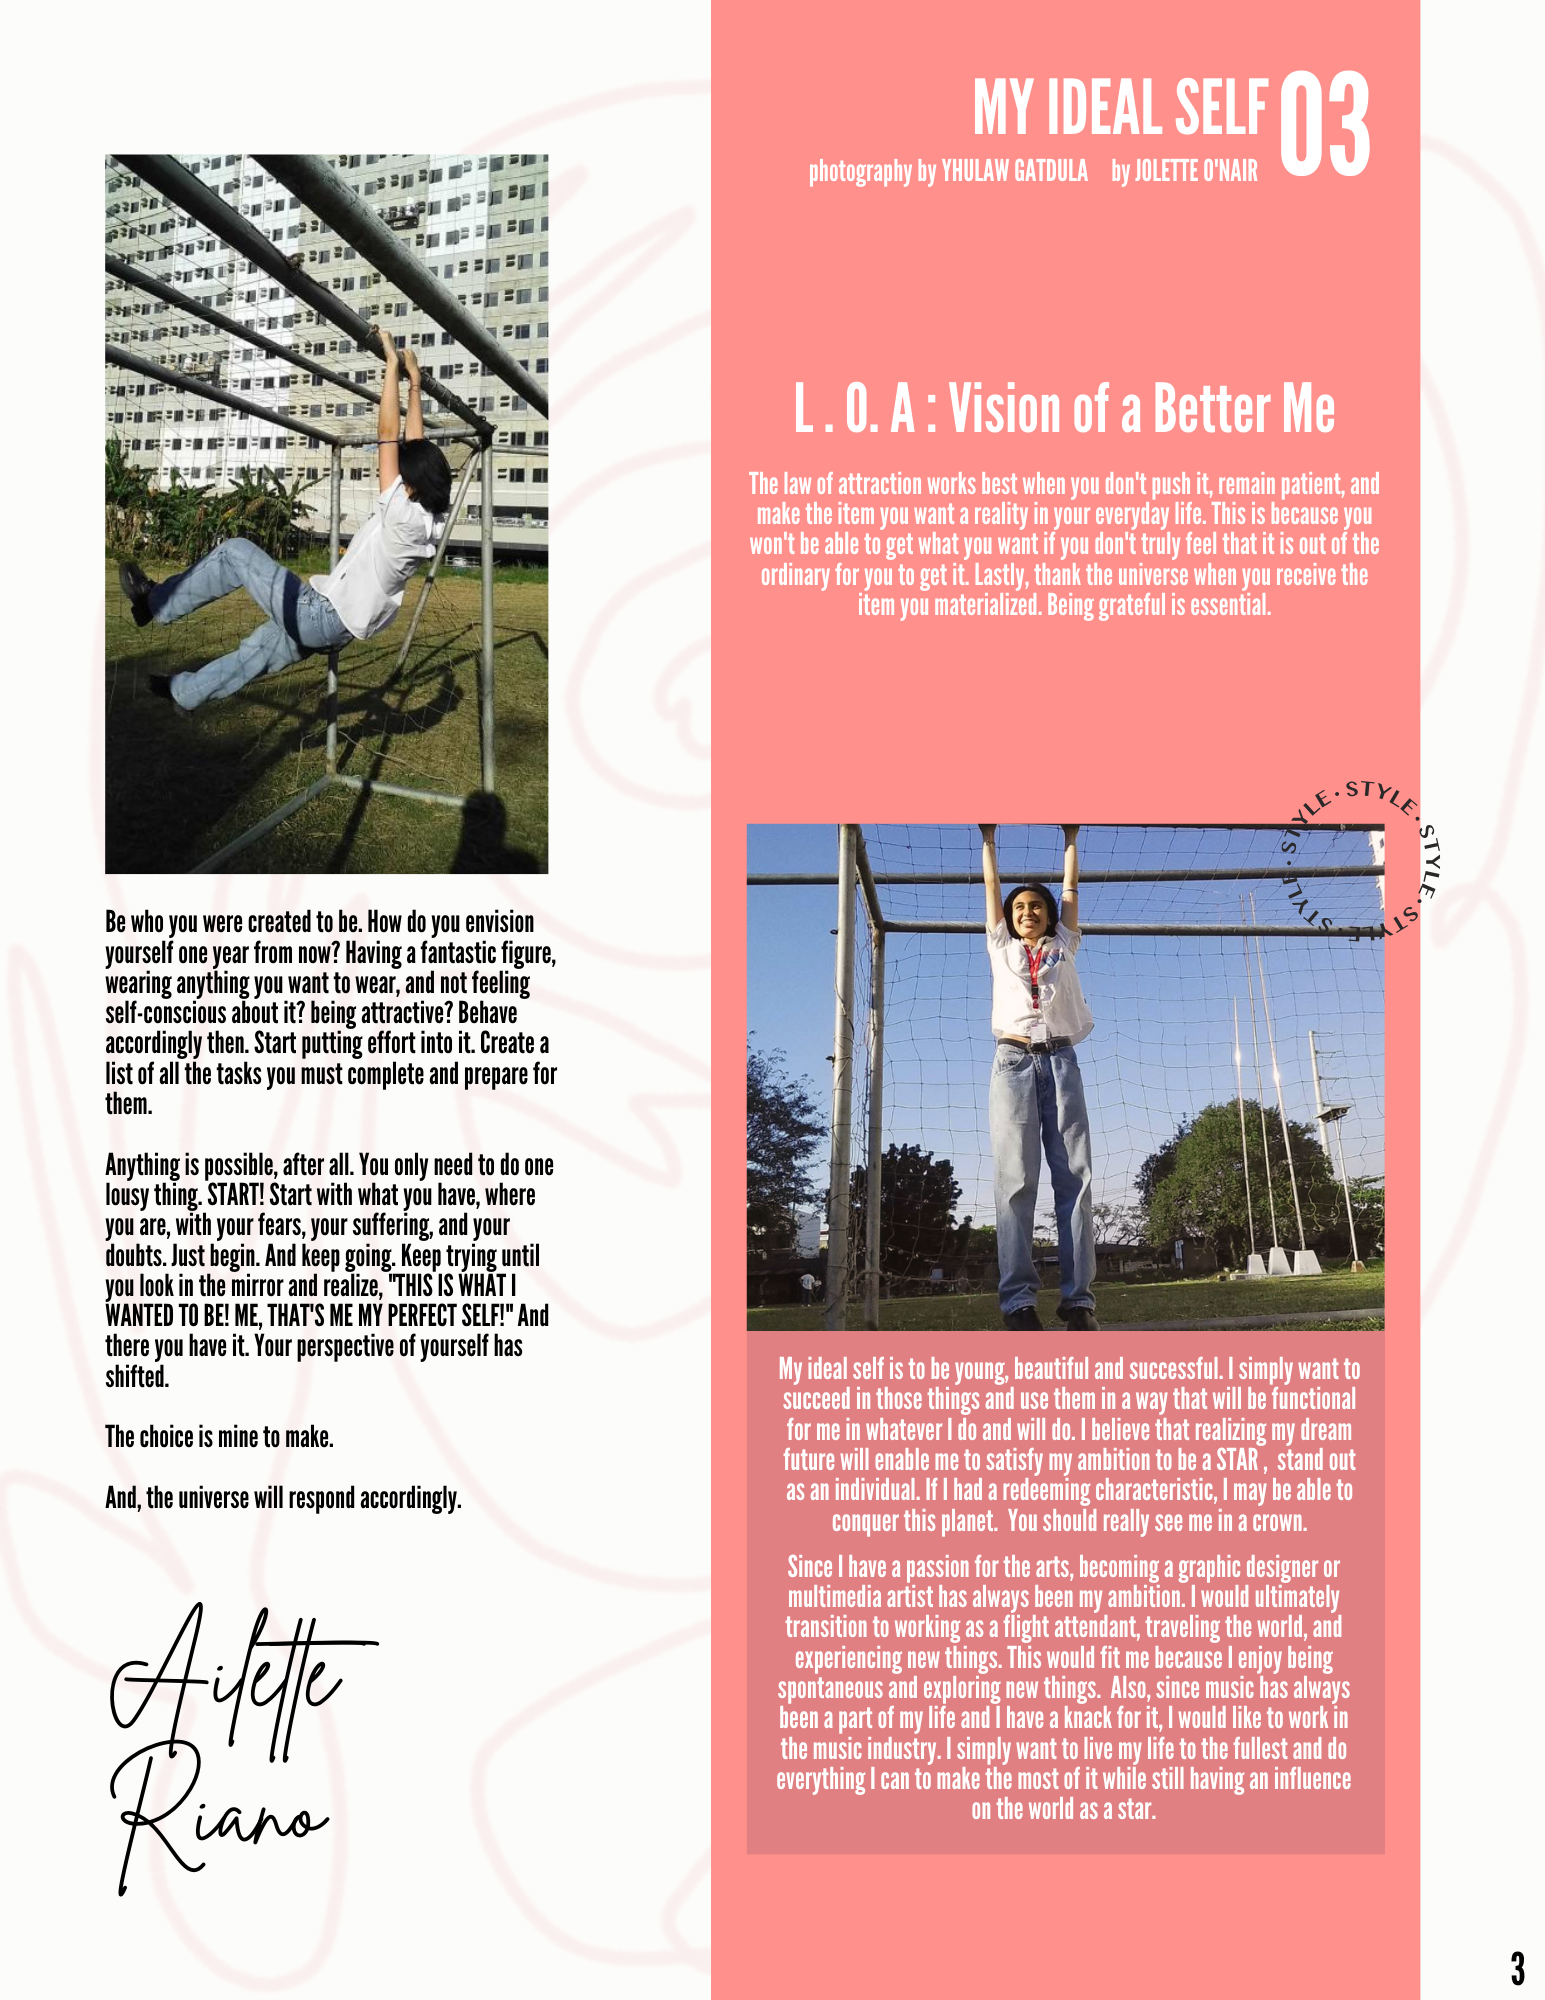 MY IDEAL SELF 03
photography by YHULAW GATDULA by JOLETTE O'NAIR
Be who you were created to be. How do you envision
yourself one year from now? Having a fantastic figure,
wearing anything you want to wear, and not feeling
self-conscious about it? being attractive? Behave
accordingly then. Start putting effort into it. Create a
list of all the tasks you must complete and prepare for
them.
Anything is possible, after all. You only need to do one
lousy thing. START! Start with what you have, where
you are, with your fears, your suffering, and your
doubts. Just begin. And keep going. Keep trying until
you look in the mirror and realize, "THIS IS WHAT I
WANTED TO BE! ME, THAT'S ME MY PERFECT SELF!" And
there you have it. Your perspective of yourself has
shifted.
The choice is mine to make.
And, the universe will respond accordingly.
Ailette
Riano
L . O. A : Vision of a Better Me
The law of attraction works best when you don't push it, remain patient, and
make the item you want a reality in your everyday life. This is because you
won't be able to get what you want if you don't truly feel that it is out of the
ordinary for you to get it. Lastly, thank the universe when you receive the
item you materialized. Being grateful is essential.
STYLE · STYLE · STYLE · STYLE · STYLE ·
My ideal self is to be young, beautiful and successful. I simply want to
succeed in those things and use them in a way that will be functional
for me in whatever I do and will do. I believe that realizing my dream
future will enable me to satisfy my ambition to be a STAR , stand out
as an individual. If I had a redeeming characteristic, I may be able to
conquer this planet. You should really see me in a crown.
Since I have a passion for the arts, becoming a graphic designer or
multimedia artist has always been my ambition. I would ultimately
transition to working as a flight attendant, traveling the world, and
experiencing new things. This would fit me because I enjoy being
spontaneous and exploring new things. Also, since music has always
been a part of my life and I have a knack for it, I would like to work in
the music industry. I simply want to live my life to the fullest and do
everything I can to make the most of it while still having an influence
on the world as a star.
3